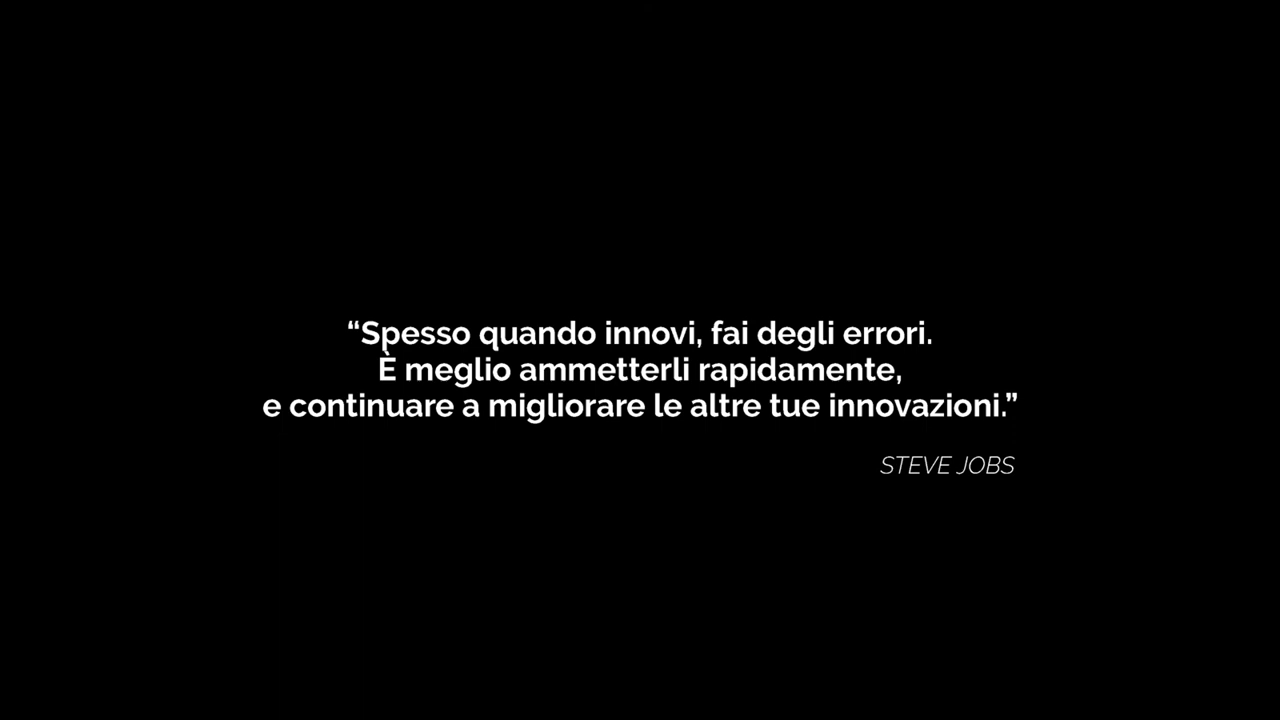 “Spesso quando innovi, fai degli errori.
È meglio ammetterli rapidamente,
e continuare a migliorare le altre tue innovazioni.”
STEVE JOBS